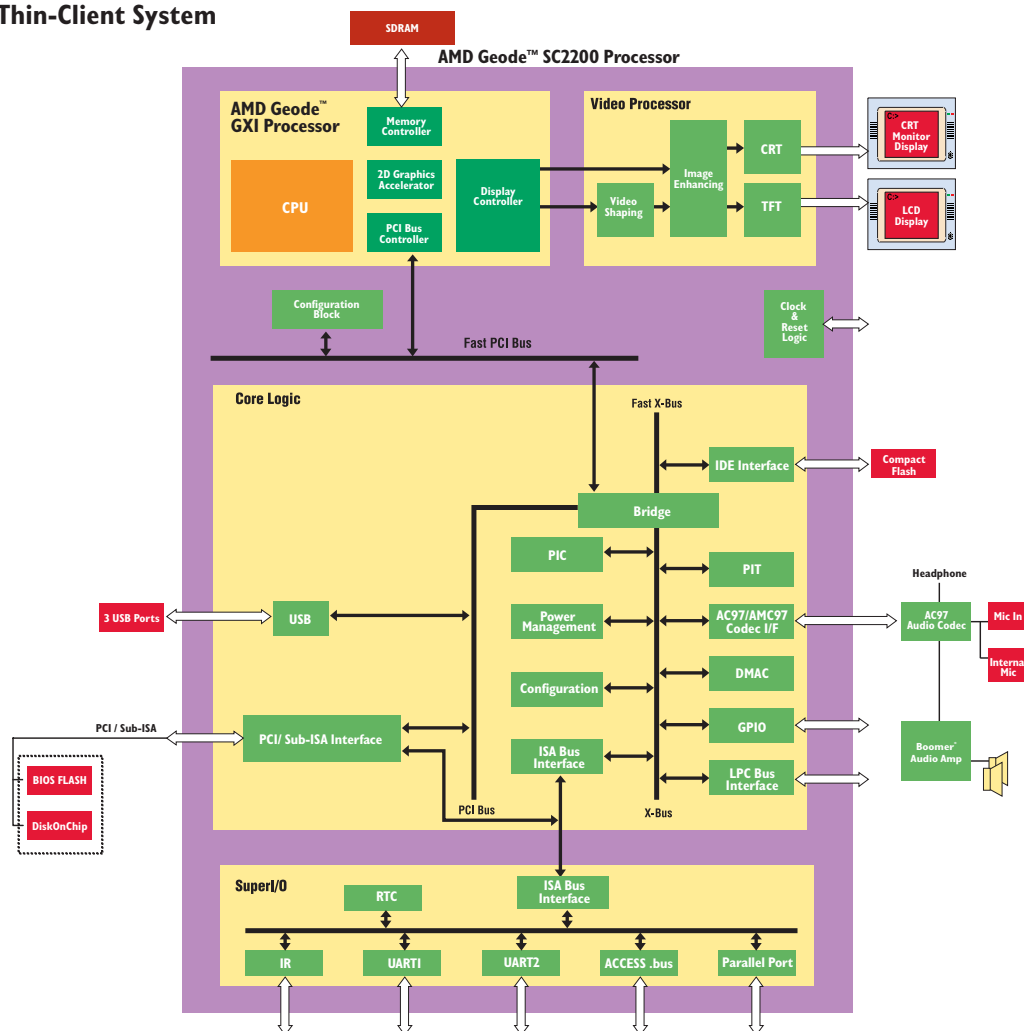 Thin-Client System
SDRAM
AMD Geode™ SC2200 Processor
AMD Geode™
GXI Processor
Memory
Controller
2D Graphics
Accelerator
CPU
PCI Bus
Controller
Display
Controller
Video Processor
Video
Shaping
Image
Enhancing
CRT
TFT
C:>
CRT
Monitor
Display
C:>
LCD
Display
Configuration
Block
Clock
&
Reset
Logic
Fast PCI Bus
Core Logic
Fast X-Bus
IDE Interface
Compact
Flash
Bridge
PIC
PIT
Headphone
3 USB Ports
USB
Power
Management
AC97/AMC97
Codec I/F
AC97
Audio Codec
Mic In
Internal
Mic
Configuration
DMAC
GPIO
PCI / Sub-ISA
PCI/ Sub-ISA Interface
ISA Bus
Interface
LPC Bus
Interface
Boomer´
Audio Amp
BIOS FLASH
DiskOnChip
PCI Bus
X-Bus
SuperI/O
RTC
ISA Bus
Interface
IR
UART1
UART2
ACCESS .bus
Parallel Port